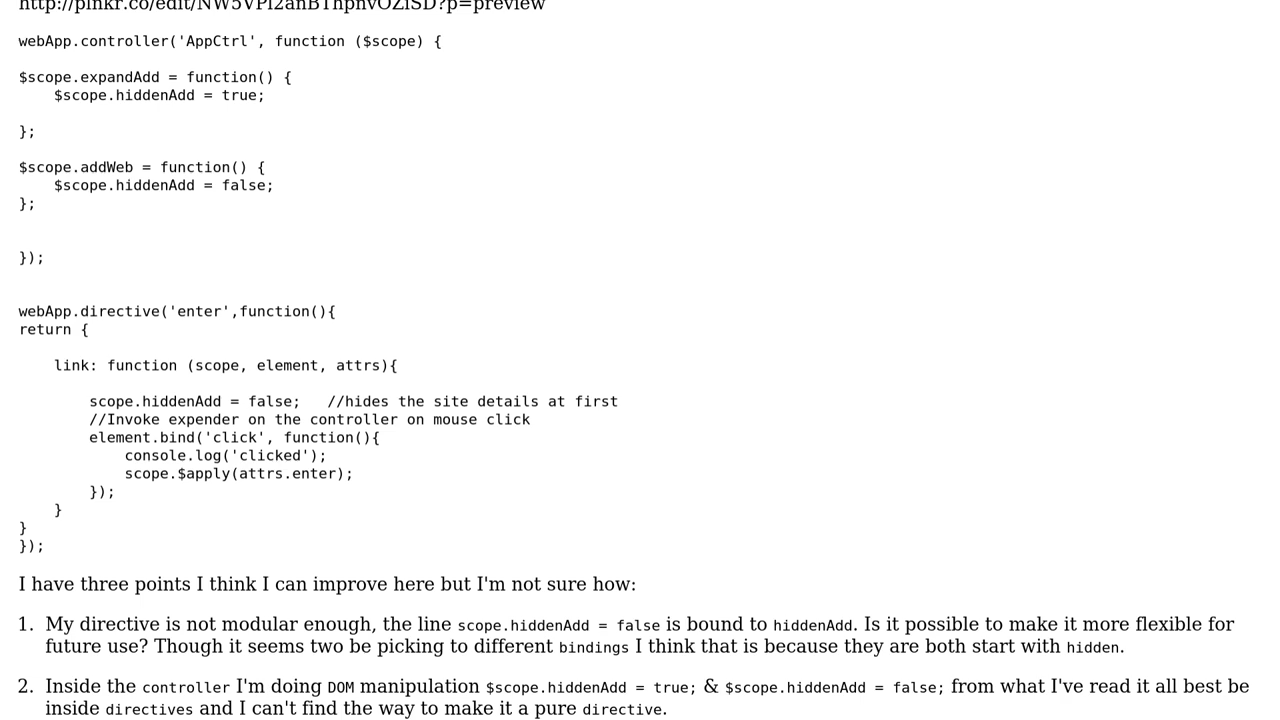 webApp.controller('AppCtrl', function ($scope) {
$scope.expandAdd = function() {
$scope.hiddenAdd = true;
};
$scope.addWeb = function() {
$scope.hiddenAdd = false;
};
});
webApp.directive('enter',function(){
return {
link: function (scope, element, attrs){
scope.hiddenAdd = false;   //hides the site details at first
//Invoke expender on the controller on mouse click
element.bind('click', function(){
console.log('clicked');
scope.$apply(attrs.enter);
});
}
}
});
I have three points I think I can improve here but I'm not sure how:
1. My directive is not modular enough, the line scope.hiddenAdd = false is bound to hiddenAdd. Is it possible to make it more flexible for
future use? Though it seems two be picking to different bindings I think that is because they are both start with hidden.
2. Inside the controller I'm doing DOM manipulation $scope.hiddenAdd = true; & $scope.hiddenAdd = false; from what I've read it all best be
inside directives and I can't find the way to make it a pure directive.